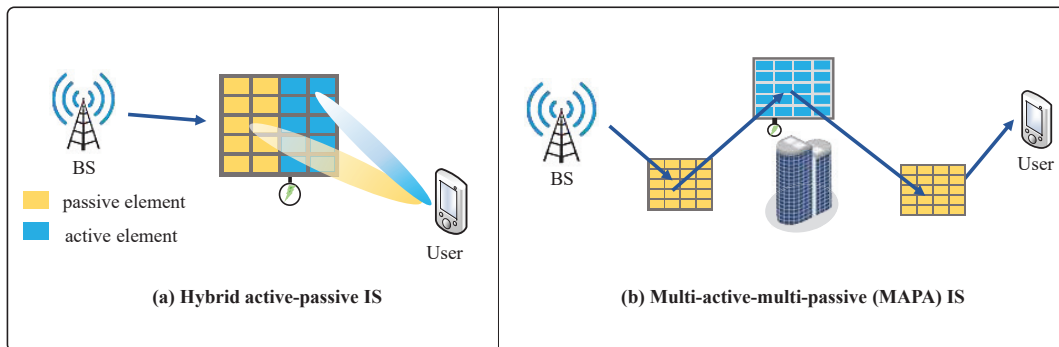 BS
passive element
active element
User
(a) Hybrid active-passive IS
BS
User
(b) Multi-active-multi-passive (MAPA) IS